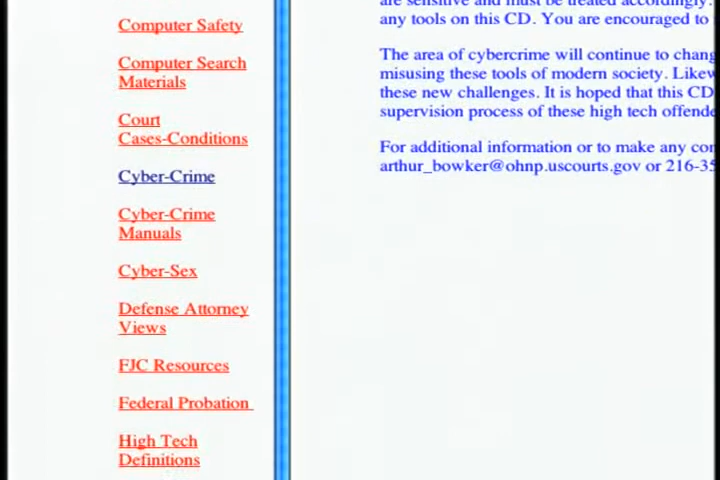 Computer Safety
Computer Search
Materials
Court
Cases-Conditions
Cyber-Crime
Cyber-Crime
Manuals
Cyber-Sex
Defense Attorney
Views
FJC Resources
Federal Probation
High Tech
Definitions
are sensitive and must be treated accordingly.
any tools on this CD. You are encouraged to
The area of cybercrime will continue to chang
misusing these tools of modern society. Likew
these new challenges. It is hoped that this CD
supervision process of these high tech offende
For additional information or to make any con
arthur_bowker@ohnp.uscourts.gov or 216-35